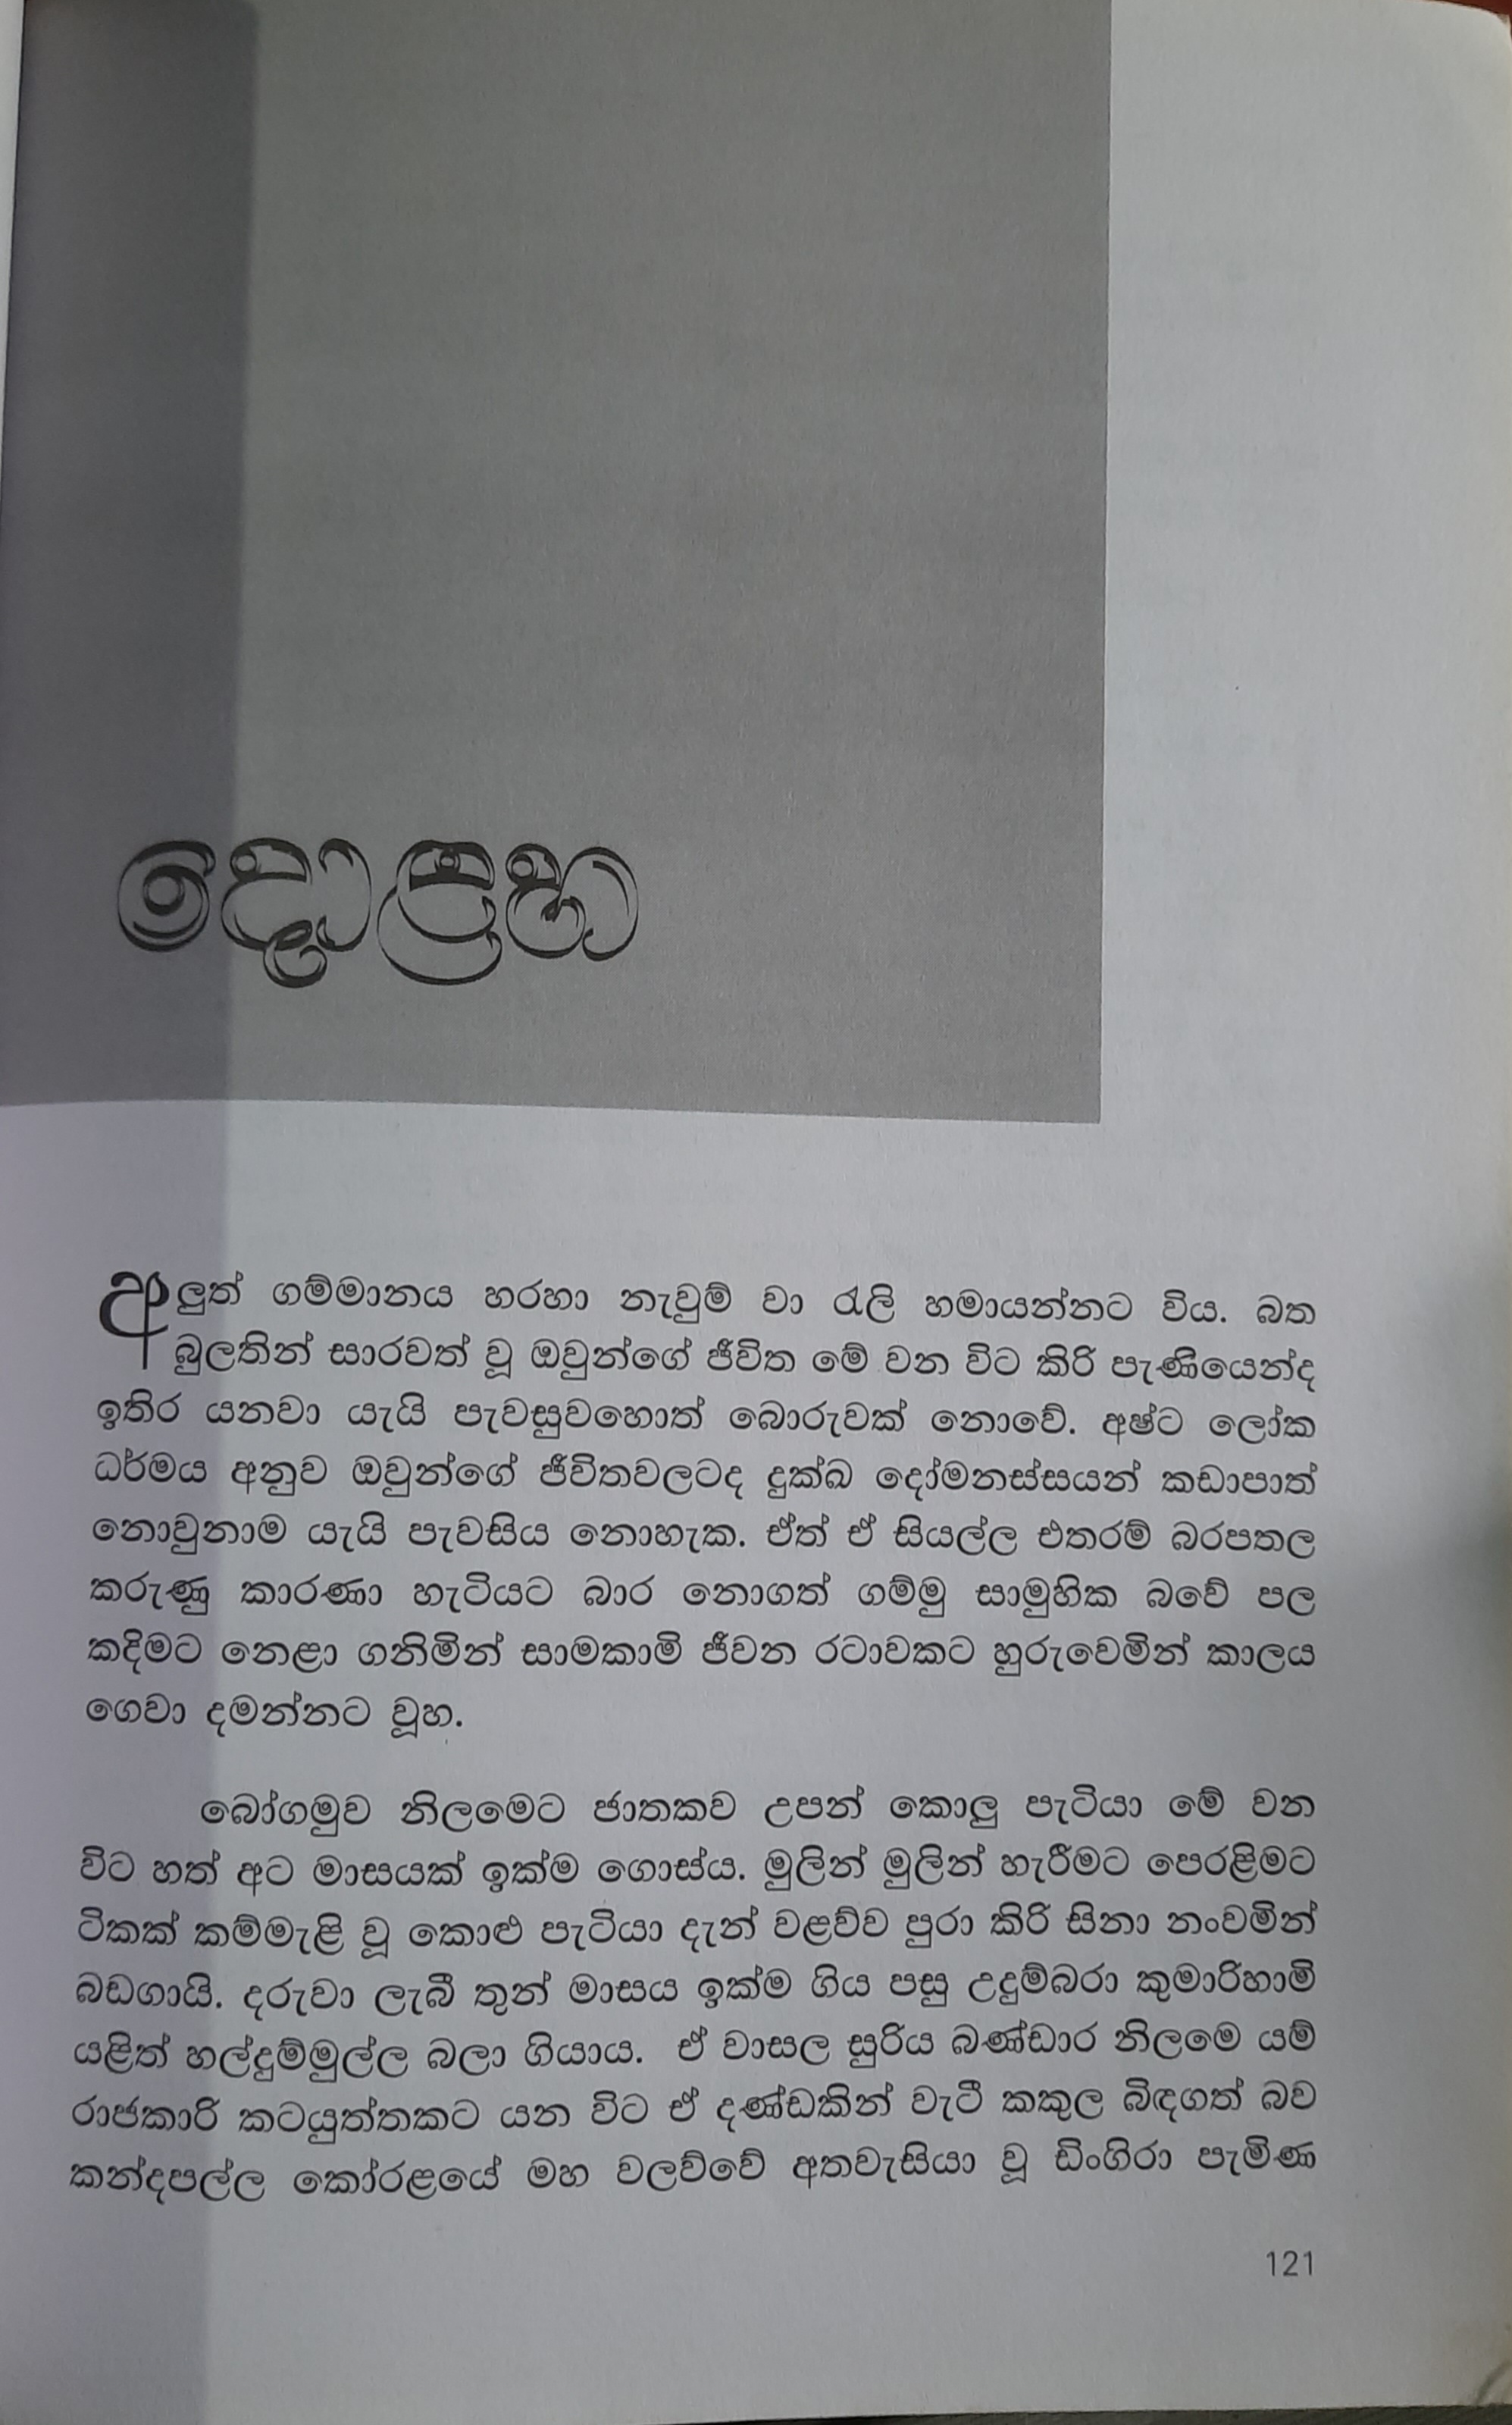 දොළහ
අලුත් ගම්මානය හරහා නැවුම් වා රැලි හමායන්නට විය. බත
බුලතින් සාරවත් වූ ඔවුන්ගේ ජීවිත මේ වන විට කිරි පැණියෙන්ද
ඉතිර යනවා යැයි පැවසුවහොත් බොරුවක් නොවේ. අෂ්ට ලෝක
ධර්මය අනුව ඔවුන්ගේ ජීවිතවලටද දුක්ඛ දෝමනස්සයන් කඩාපාත්
නොවුනාම යැයි පැවසිය නොහැක. ඒත් ඒ සියල්ල එතරම් බරපතල
කරුණු කාරණා හැටියට බාර නොගත් ගම්මු සාමුහික බවේ පල
කදිමට නෙළා ගනිමින් සාමකාමි ජීවන රටාවකට හුරුවෙමින් කාලය
ගෙවා දමන්නට වූහ.
බෝගමුව නිලමෙට ජාතකව උපන් කොලු පැටියා මේ වන
විට හත් අට මාසයක් ඉක්ම ගොස්ය. මුලින් මුලින් හැරීමට පෙරළිමට
ටිකක් කම්මැළි වූ කොළු පැටියා දැන් වළව්ව පුරා කිරි සිනා නංවමින්
බඩගායි. දරුවා ලැබී තුන් මාසය ඉක්ම ගිය පසු උදුම්බරා කුමාරිහාමි
යළිත් හල්දුම්මුල්ල බලා ගියාය. ඒ වාසල සුරිය බණ්ඩාර නිලමෙ යම්
රාජකාරි කටයුත්තකට යන විට ඒ දණ්ඩකින් වැටී කකුල බිඳගත් බව
කන්දපල්ල කෝරළයේ මහ වලව්වේ අතවැසියා වූ ඩිංගිරා පැමිණ
121